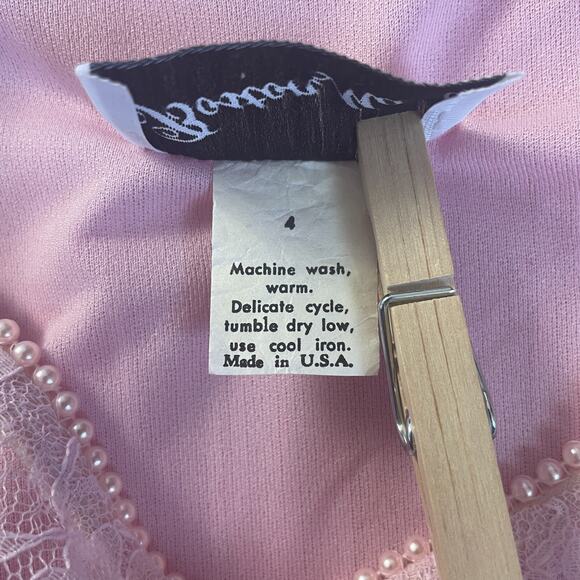 4
Machine wash,
warm.
Delicate cycle,
tumble dry low,
use cool iron.
Made in U.S.A.